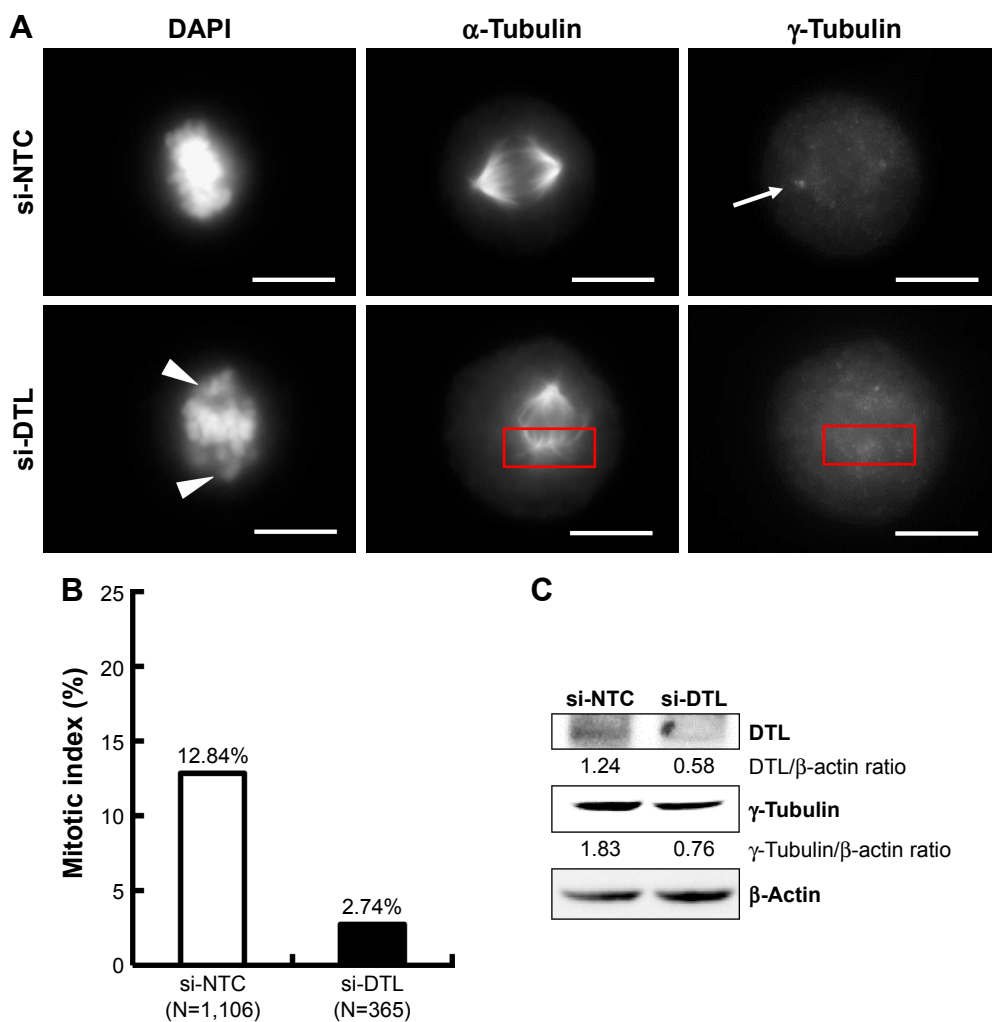 A
DAPI
α-Tubulin
γ-Tubulin
si-NTC
si-DTL
B
Mitotic index (%)
25
20
15
10
5
0
12.84%
2.74%
si-NTC
(N=1,106)
si-DTL
(N=365)
C
si-NTC si-DTL
DTL
1.24 0.58 DTL/β-actin ratio
γ-Tubulin
1.83 0.76 γ-Tubulin/β-actin ratio
β-Actin